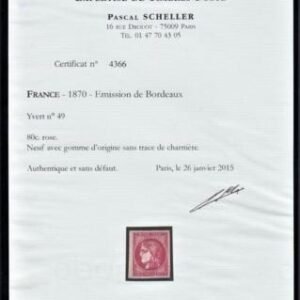 Pascal SCHELLER
16 rue Drouot - 75009 Paris
Tél. 01 47 70 43 05
Certificat n° 4366
France - 1870 - Emission de Bordeaux
Yvert n° 49
80c. rose.
Neuf avec gomme d'origine sans trace de charnière.
Authentique et sans défaut. Paris, le 26 janvier 2015